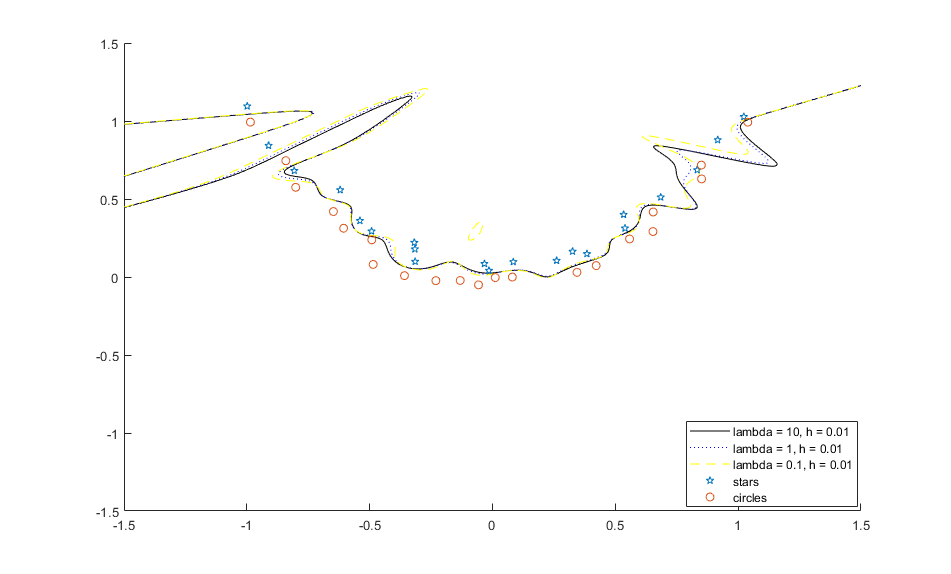 1.5
1
0.5
0
-0.5
-1
-1.5
-1.5
-1
-0.5
0
0.5
1
1.5
lambda = 10, h = 0.01
lambda = 1, h = 0.01
lambda = 0.1, h = 0.01
stars
circles